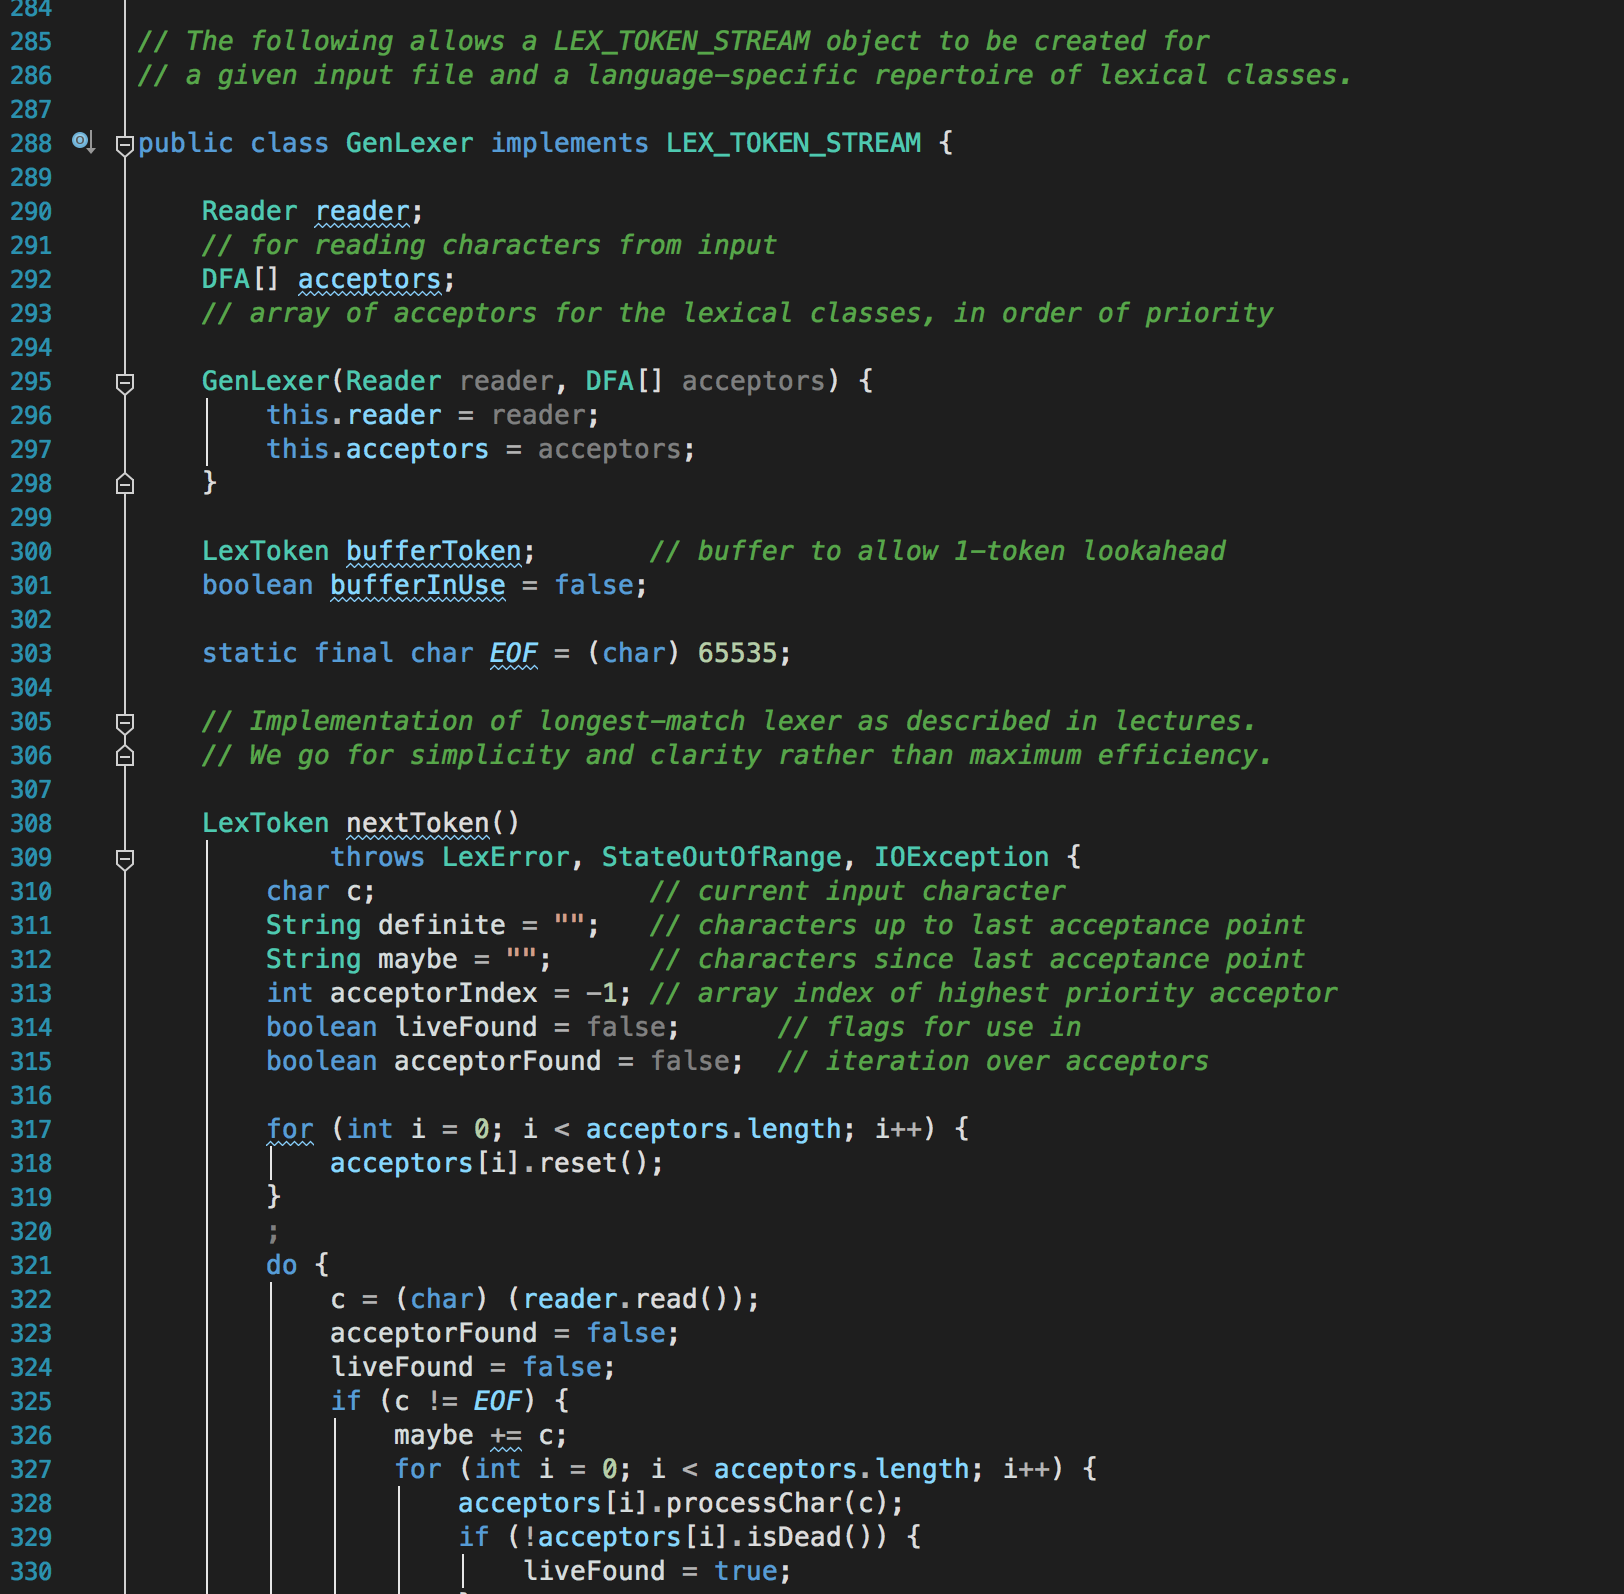 284
285 // The following allows a LEX_TOKEN_STREAM object to be created for
286 // a given input file and a language-specific repertoire of lexical classes.
287
288 public class GenLexer implements LEX_TOKEN_STREAM {
289
290     Reader reader;
291     // for reading characters from input
292     DFA[] acceptors;
293     // array of acceptors for the lexical classes, in order of priority
294
295     GenLexer(Reader reader, DFA[] acceptors) {
296         this.reader = reader;
297         this.acceptors = acceptors;
298     }
299
300     LexToken bufferToken;       // buffer to allow 1-token lookahead
301     boolean bufferInUse = false;
302
303     static final char EOF = (char) 65535;
304
305     // Implementation of longest-match lexer as described in lectures.
306     // We go for simplicity and clarity rather than maximum efficiency.
307
308     LexToken nextToken()
309             throws LexError, StateOutOfRange, IOException {
310         char c;                 // current input character
311         String definite = "";   // characters up to last acceptance point
312         String maybe = "";      // characters since last acceptance point
313         int acceptorIndex = -1; // array index of highest priority acceptor
314         boolean liveFound = false;      // flags for use in
315         boolean acceptorFound = false;  // iteration over acceptors
316
317         for (int i = 0; i < acceptors.length; i++) {
318             acceptors[i].reset();
319         }
320         ;
321         do {
322             c = (char) (reader.read());
323             acceptorFound = false;
324             liveFound = false;
325             if (c != EOF) {
326                 maybe += c;
327                 for (int i = 0; i < acceptors.length; i++) {
328                     acceptors[i].processChar(c);
329                     if (!acceptors[i].isDead()) {
330                         liveFound = true;